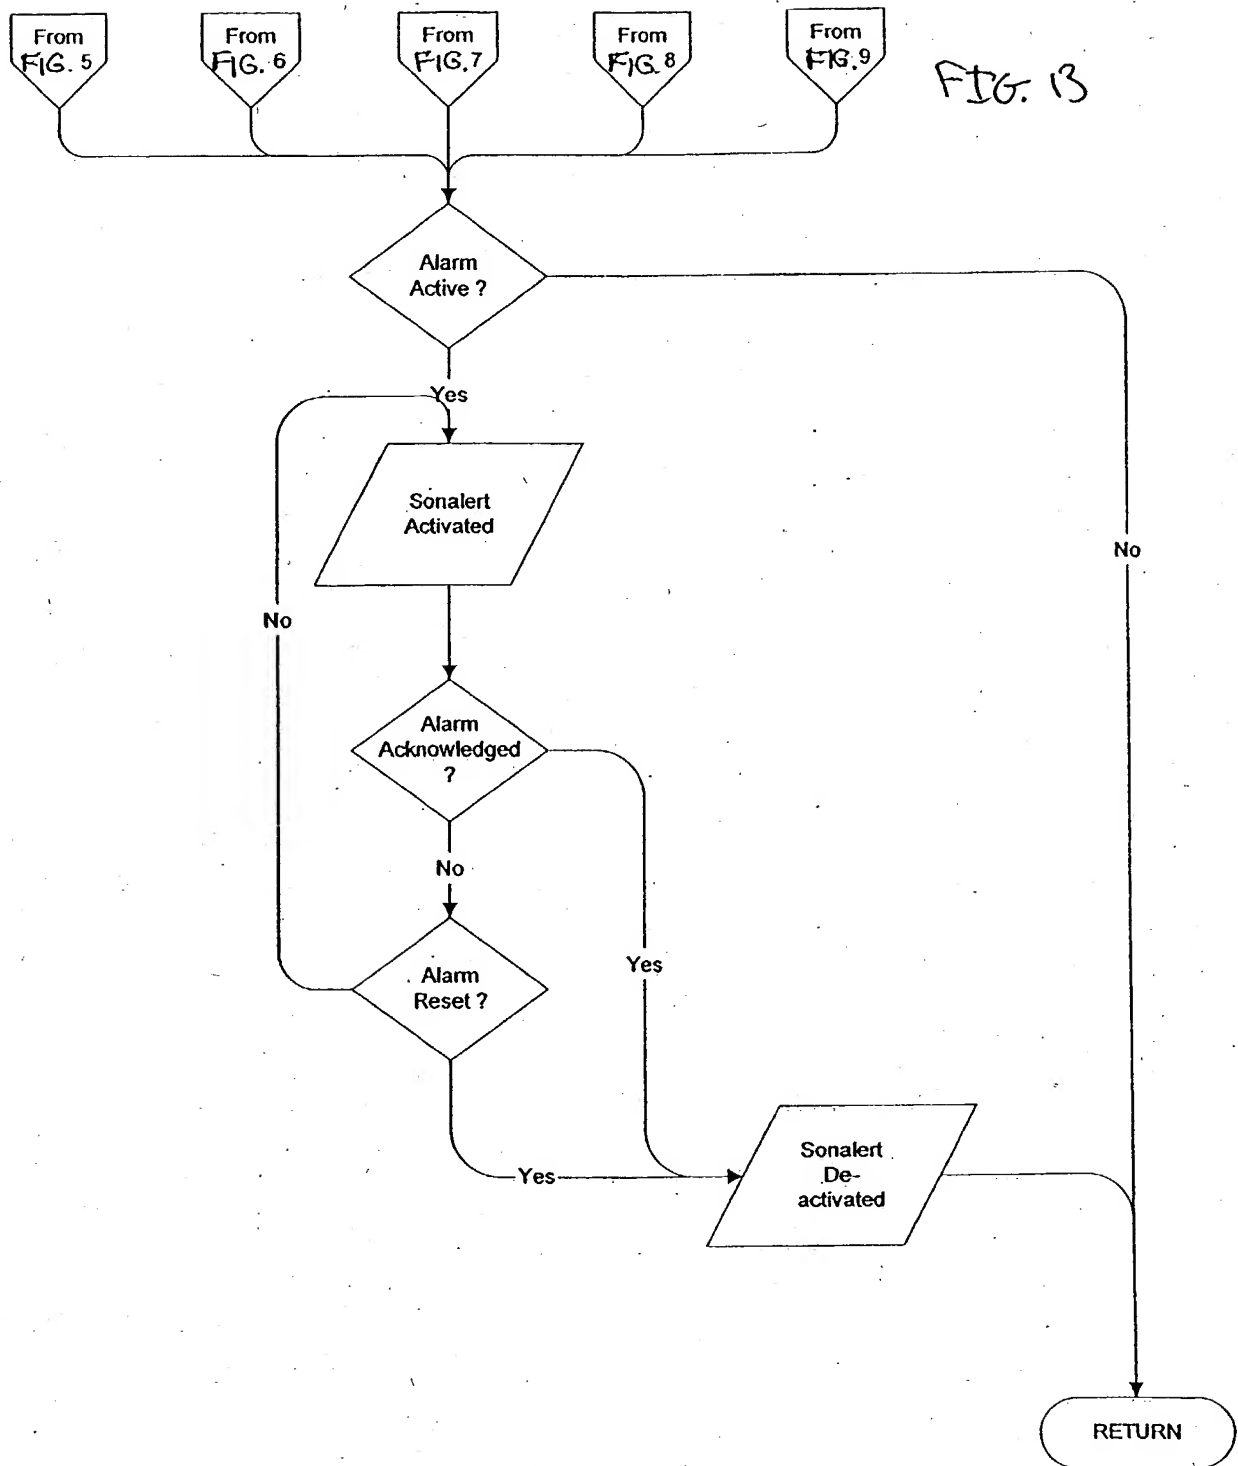 From
FIG. 5
From
FIG. 6
From
FIG. 7
From
FIG. 8
From
FIG. 9
FIG. 13
Alarm
Active ?
Yes
No
Sonalert
Activated
No
Alarm
Acknowledged
?
No
Yes
Alarm
Reset ?
Yes
Sonalert
De-
activated
RETURN